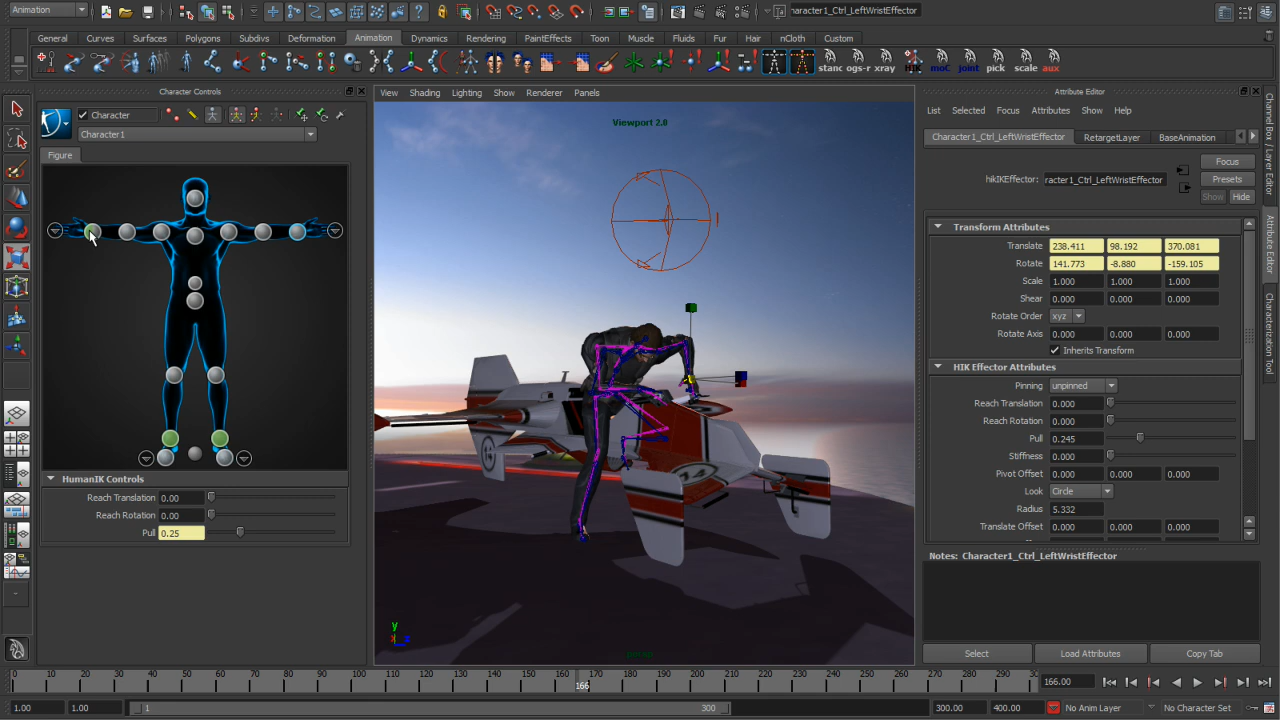 Animation
haracter1_Ctrl_LeftWristEffector
General
Curves
Surfaces
Polygons
Subdivs
Deformation
Animation
Dynamics
Rendering
PaintEffects
Toon
Muscle
Fluids
Fur
Hair
nCloth
Custom
HIK
stanc
ogs-r
xray
moc
joint
pick
scale
aux
Character Controls
Character
Character1
Figure
HumanIK Controls
Reach Translation 0.00
Reach Rotation 0.00
Pull 0.25
View Shading Lighting Show Renderer Panels
Viewport 2.0
y
x
z
Attribute Editor
List Selected Focus Attributes Show Help
Character1_Ctrl_LeftWristEffector RetargetLayer BaseAnimation
hikIKEffector: racter1_Ctrl_LeftWristEffector
Focus
Presets
Show Hide
Transform Attributes
Translate 238.411 98.192 370.081
Rotate 141.773 -8.880 -159.105
Scale 1.000 1.000 1.000
Shear 0.000 0.000 0.000
Rotate Order xyz
Rotate Axis 0.000 0.000 0.000
Inherits Transform
HIK Effector Attributes
Pinning unpinned
Reach Translation 0.000
Reach Rotation 0.000
Pull 0.245
Stiffness 0.000
Pivot Offset 0.000 0.000 0.000
Look Circle
Radius 5.332
Translate Offset 0.000 0.000 0.000
Notes: Character1_Ctrl_LeftWristEffector
Select Load Attributes Copy Tab
Channel Box / Layer Editor
Attribute Editor
Characterization Tool
0 10 20 30 40 50 60 70 80 90 100 110 120 130 140 150 160 170 180 190 200 210 220 230 240 250 260 270 280 290
166
166.00
1.00 1.00 1 300 300.00 400.00 No Anim Layer No Character Set